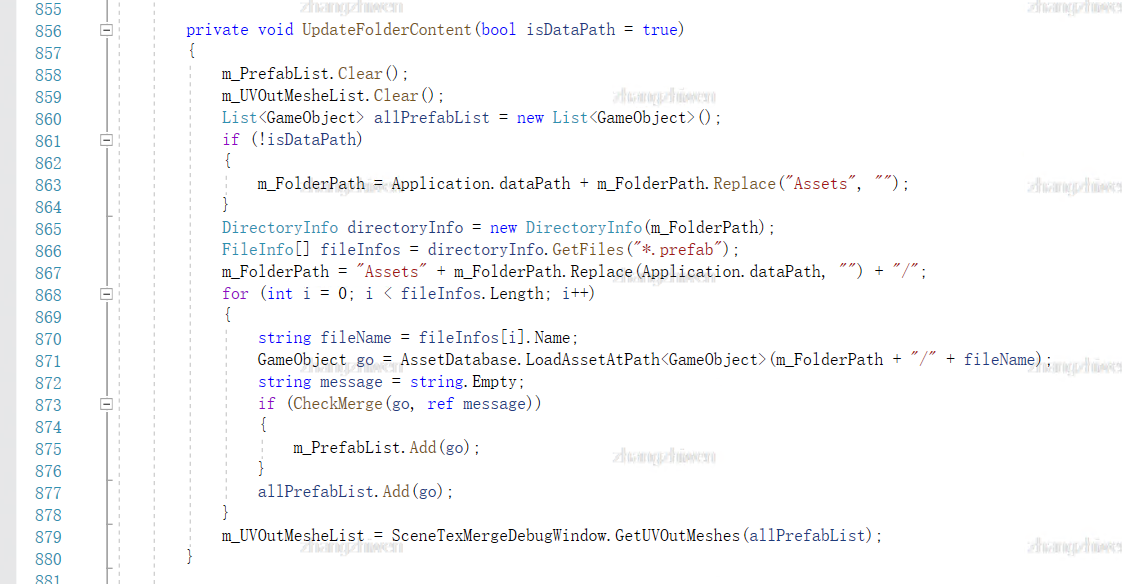 855
856 private void UpdateFolderContent(bool isDataPath = true)
857 {
858 m_PrefabList.Clear();
859 m_UVOutMesheList.Clear();
860 List<GameObject> allPrefabList = new List<GameObject>();
861 if (!isDataPath)
862 {
863 m_FolderPath = Application.dataPath + m_FolderPath.Replace("Assets", "");
864 }
865 DirectoryInfo directoryInfo = new DirectoryInfo(m_FolderPath);
866 FileInfo[] fileInfos = directoryInfo.GetFiles("*.prefab");
867 m_FolderPath = "Assets" + m_FolderPath.Replace(Application.dataPath, "") + "/";
868 for (int i = 0; i < fileInfos.Length; i++)
869 {
870 string fileName = fileInfos[i].Name;
871 GameObject go = AssetDatabase.LoadAssetAtPath<GameObject>(m_FolderPath + "/" + fileName);
872 string message = string.Empty;
873 if (CheckMerge(go, ref message))
874 {
875 m_PrefabList.Add(go);
876 }
877 allPrefabList.Add(go);
878 }
879 m_UVOutMesheList = SceneTexMergeDebugWindow.GetUVOutMeshes(allPrefabList);
880 }
881